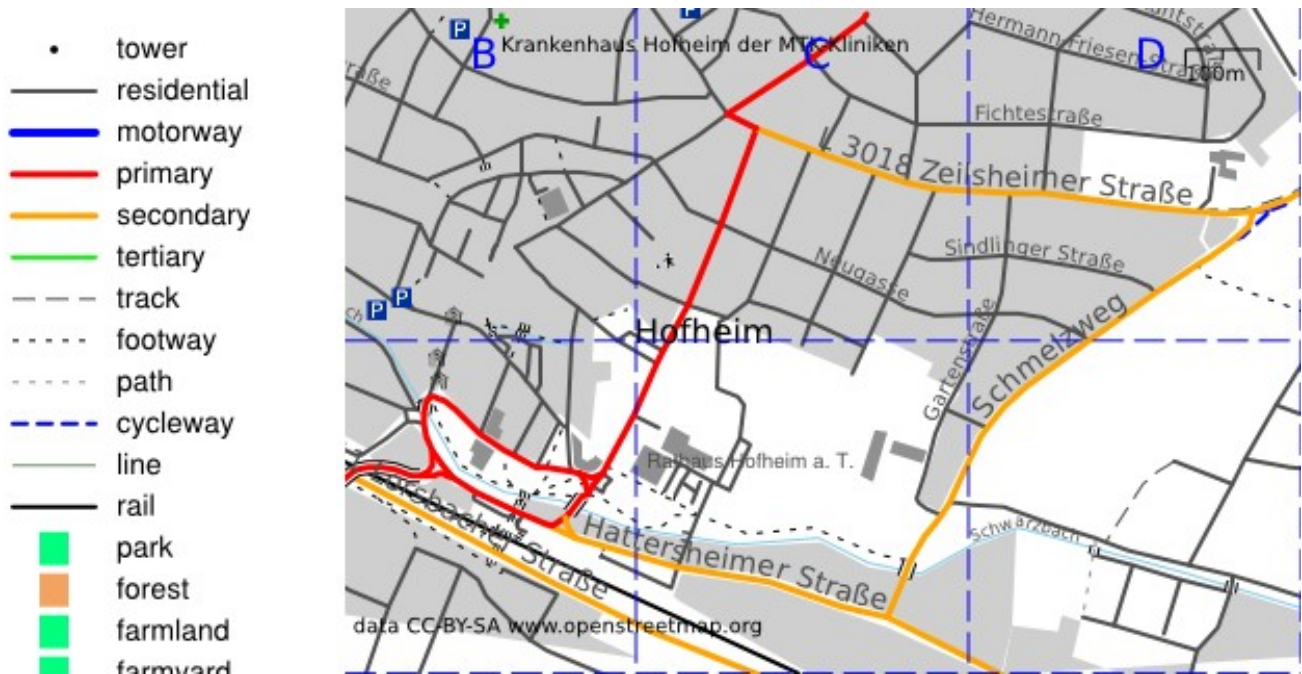 tower
residential
motorway
primary
secondary
tertiary
track
footway
path
cycleway
line
rail
park
forest
farmland
farmyard
B
C
D
P
P
P
P
Krankenhaus Hofheim der MTK-Kliniken
Hermann-Friesen-Straße
100m
Fichtestraße
L 3018 Zeilsheimer Straße
Neugasse
Sindlinger Straße
Hofheim
Gartenstraße
Schmelzweg
Rathaus Hofheim a. T.
Hattersheimer Straße
Straße
Schwarzbach
data CC-BY-SA www.openstreetmap.org